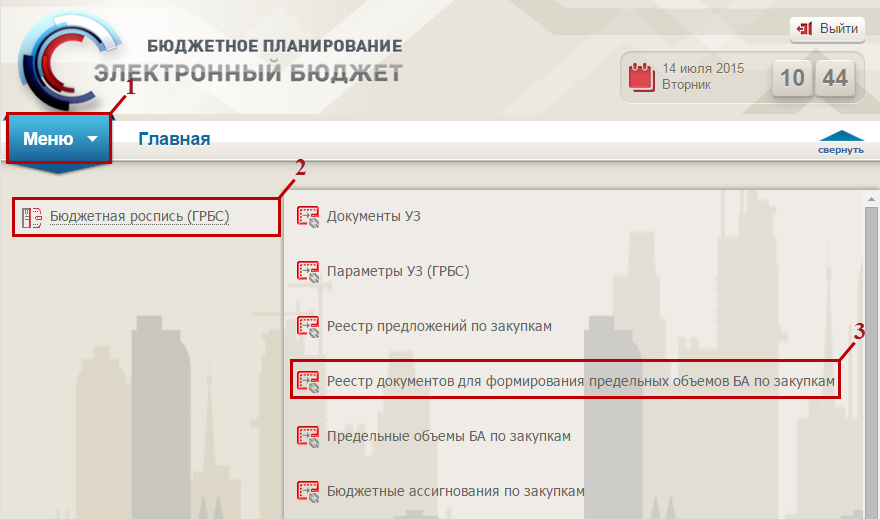 БЮДЖЕТНОЕ ПЛАНИРОВАНИЕ
ЭЛЕКТРОННЫЙ БЮДЖЕТ
Выйти
14 июля 2015
Вторник
10 44
1
Меню
Главная
свернуть
2
Бюджетная роспись (ГРБС)
Документы УЗ
Параметры УЗ (ГРБС)
Реестр предложений по закупкам
3
Реестр документов для формирования предельных объемов БА по закупкам
Предельные объемы БА по закупкам
Бюджетные ассигнования по закупкам